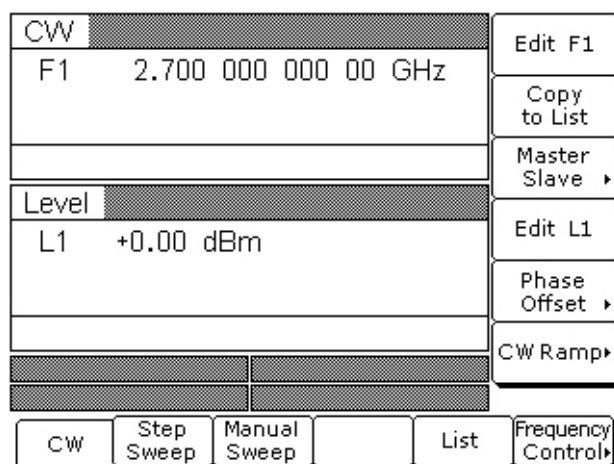 CW
F1 2.700 000 000 00 GHz
Level
L1 +0.00 dBm
Edit F1
Copy
to List
Master
Slave
Edit L1
Phase
Offset
CW Ramp
CW
Step
Sweep
Manual
Sweep
List
Frequency
Control